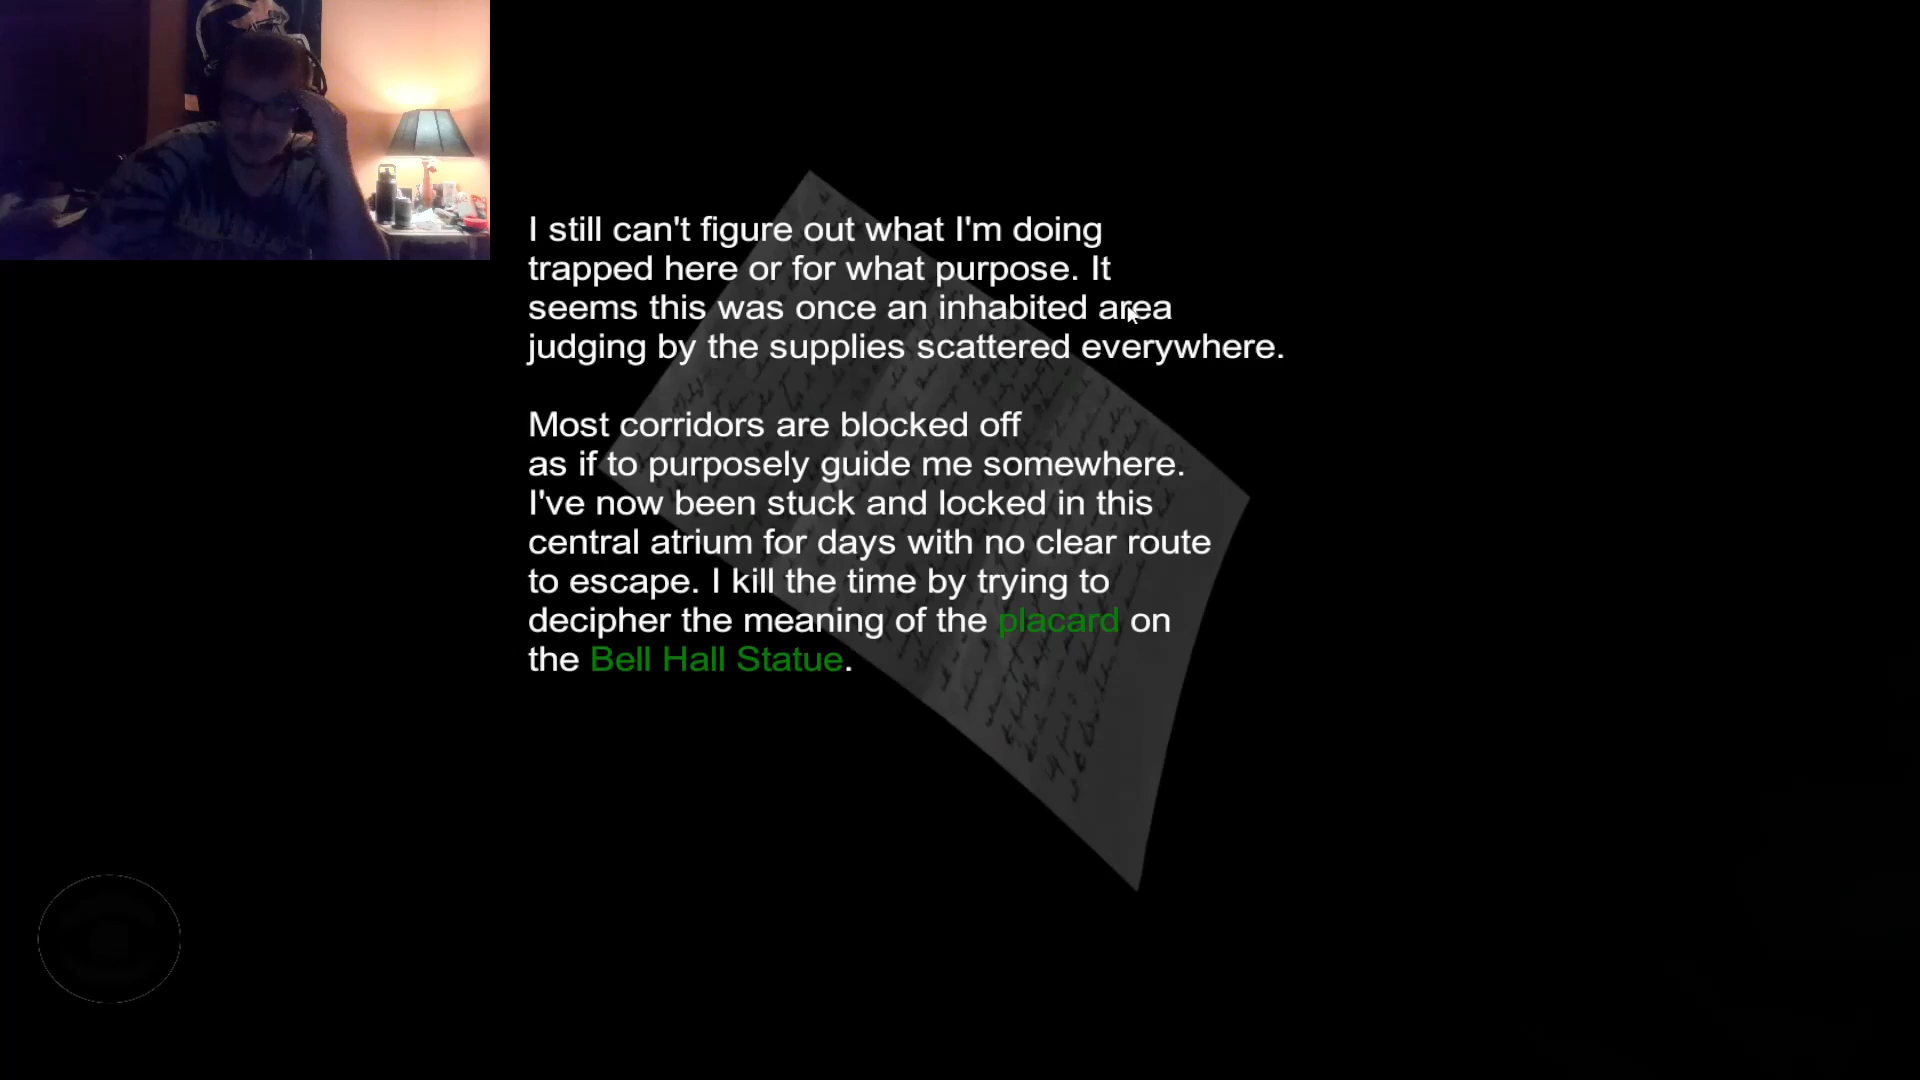 I still can't figure out what I'm doing
trapped here or for what purpose. It
seems this was once an inhabited area
judging by the supplies scattered everywhere.
Most corridors are blocked off
as if to purposely guide me somewhere.
I've now been stuck and locked in this
central atrium for days with no clear route
to escape. I kill the time by trying to
decipher the meaning of the placard on
the Bell Hall Statue.